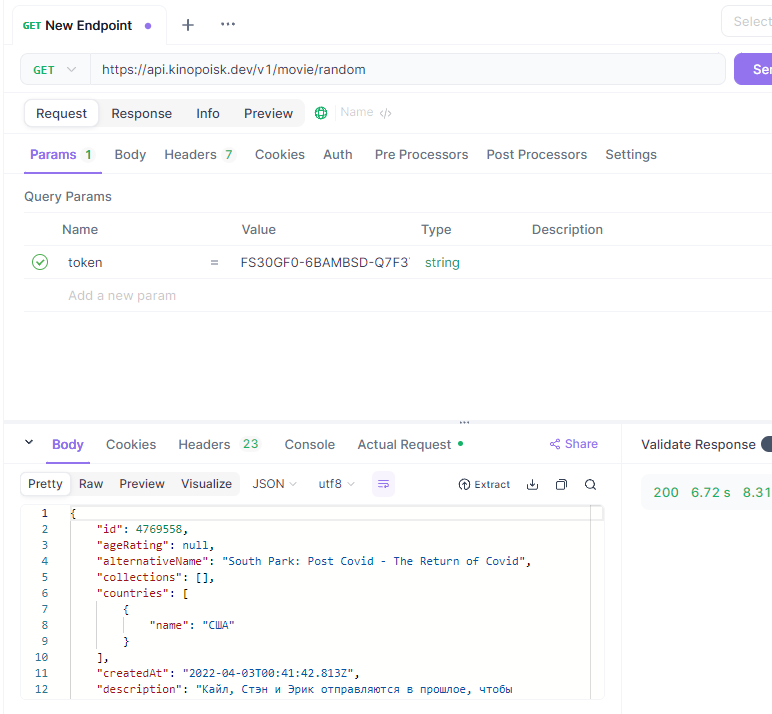 GET New Endpoint
Select
GET https://api.kinopoisk.dev/v1/movie/random
Request Response Info Preview Name
Params 1 Body Headers 7 Cookies Auth Pre Processors Post Processors Settings
Query Params
Name Value Type Description
token = FS30GF0-6BAMBSD-Q7F3 string
Add a new param
Body Cookies Headers 23 Console Actual Request Share Validate Response
Pretty Raw Preview Visualize JSON utf8 Extract
200 6.72 s 8.31
1 {
2 "id": 4769558,
3 "ageRating": null,
4 "alternativeName": "South Park: Post Covid - The Return of Covid",
5 "collections": [],
6 "countries": [
7 {
8 "name": "США"
9 }
10 ],
11 "createdAt": "2022-04-03T00:41:42.813Z",
12 "description": "Кайл, Стэн и Эрик отправляются в прошлое, чтобы